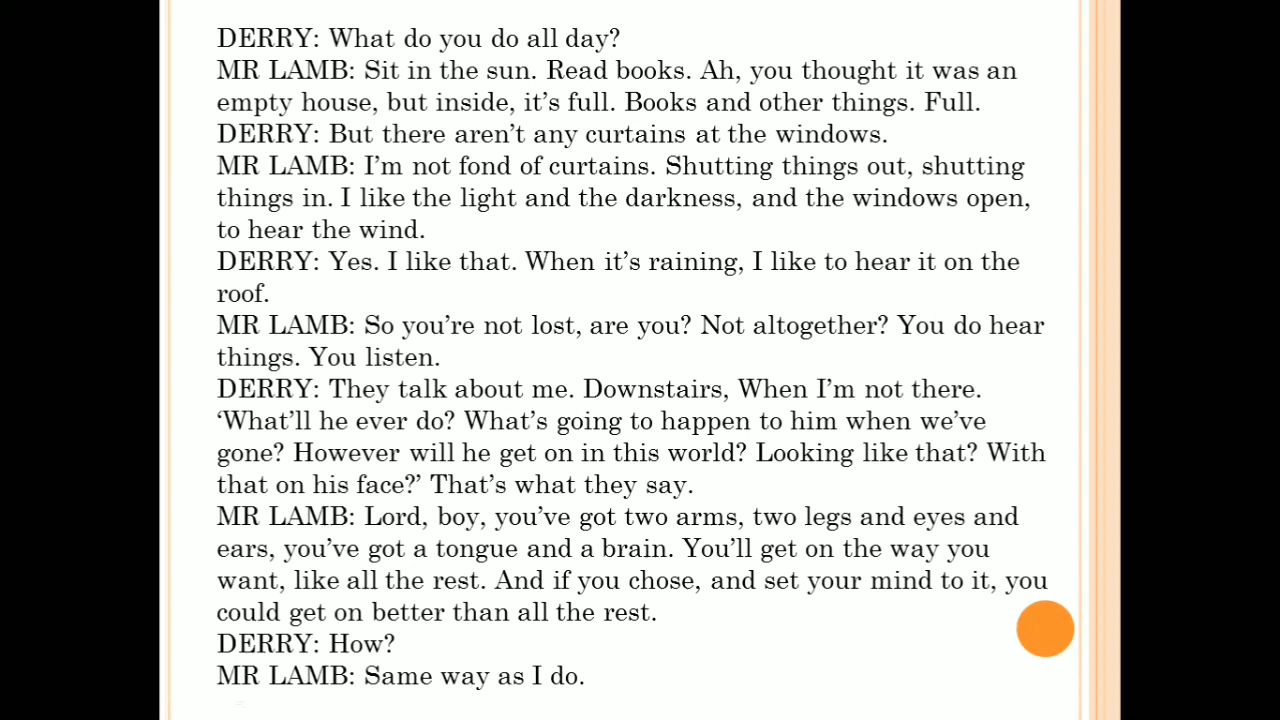 DERRY: What do you do all day?
MR LAMB: Sit in the sun. Read books. Ah, you thought it was an
empty house, but inside, it’s full. Books and other things. Full.
DERRY: But there aren’t any curtains at the windows.
MR LAMB: I’m not fond of curtains. Shutting things out, shutting
things in. I like the light and the darkness, and the windows open,
to hear the wind.
DERRY: Yes. I like that. When it’s raining, I like to hear it on the
roof.
MR LAMB: So you’re not lost, are you? Not altogether? You do hear
things. You listen.
DERRY: They talk about me. Downstairs, When I’m not there.
‘What’ll he ever do? What’s going to happen to him when we’ve
gone? However will he get on in this world? Looking like that? With
that on his face?’ That’s what they say.
MR LAMB: Lord, boy, you’ve got two arms, two legs and eyes and
ears, you’ve got a tongue and a brain. You’ll get on the way you
want, like all the rest. And if you chose, and set your mind to it, you
could get on better than all the rest.
DERRY: How?
MR LAMB: Same way as I do.